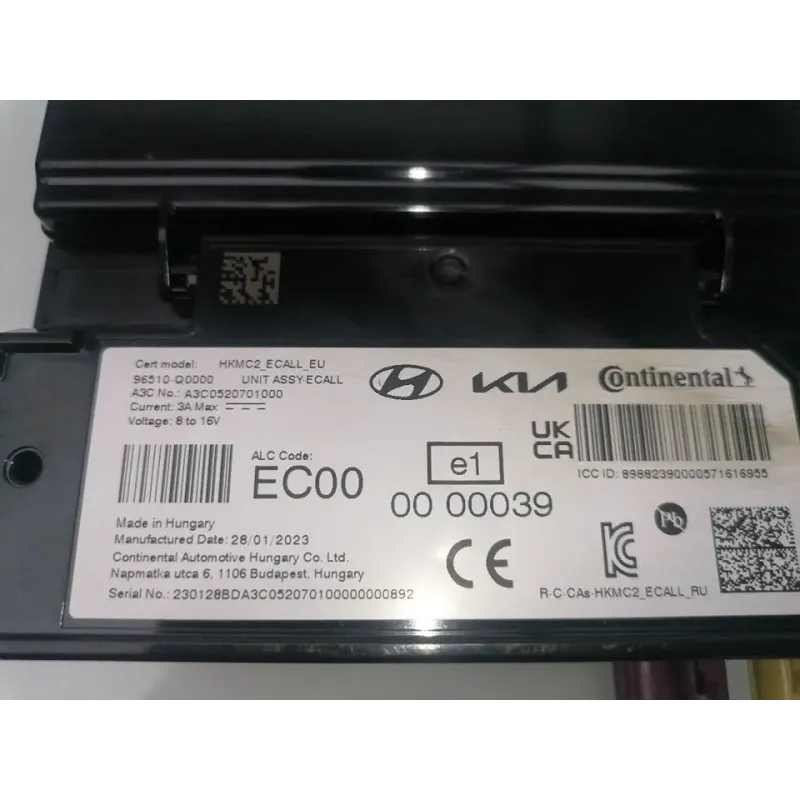 Cert model: HKMC2_ECALL_EU
96510-Q0000 UNIT ASSY-ECALL
A3C No.: A3C0520701000
Current: 3A Max
Voltage: 8 to 16V
KIA
Continental
UK
CA
ICC ID: 89882390000571616955
ALC Code:
EC00
e1
00 00039
Made in Hungary
Manufactured Date: 28/01/2023
Continental Automotive Hungary Co. Ltd.
Napmatka utca 6, 1106 Budapest, Hungary
Serial No.: 230128BDA3C052070100000000892
CE
Pb
R-C-CAs-HKMC2_ECALL_RU